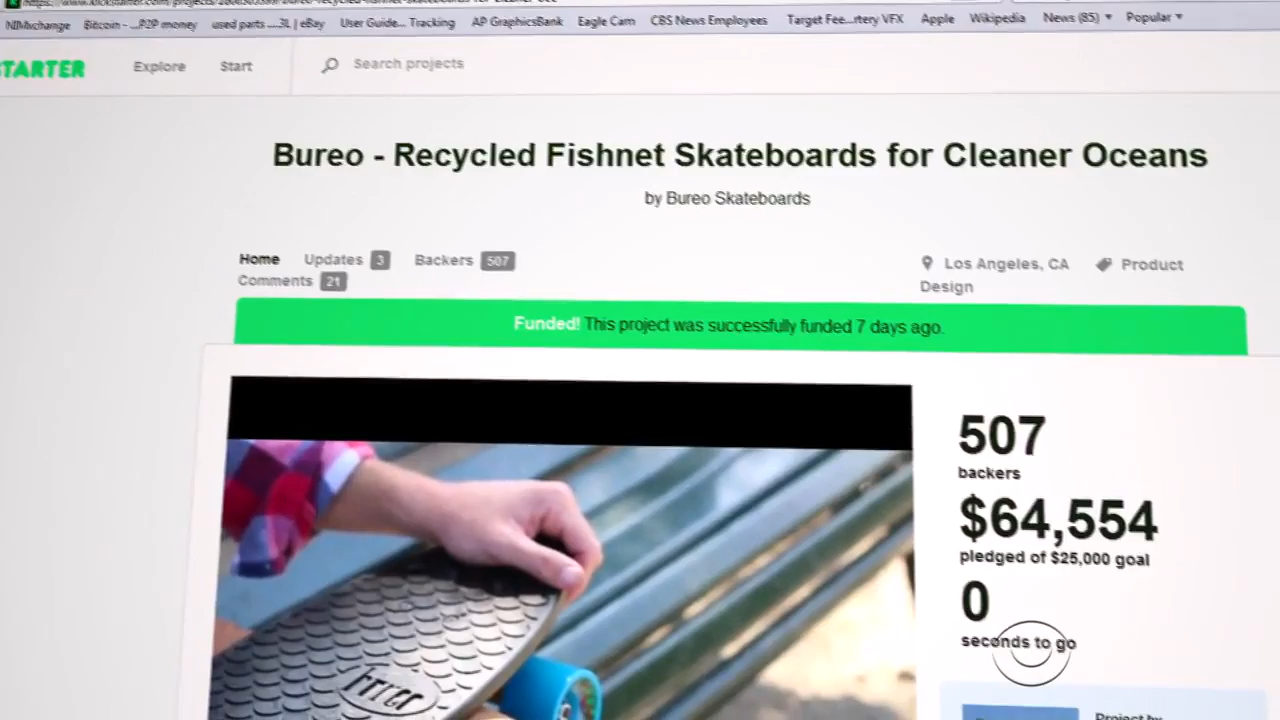 NIMxchange Bitcoin - ...P2P money used parts ....3L | eBay User Guide... Tracking AP GraphicsBank Eagle Cam CBS News Employees Target Fee...rtery VFX Apple Wikipedia News (85) Popular
STARTER Explore Start Search projects
Bureo - Recycled Fishnet Skateboards for Cleaner Oceans
by Bureo Skateboards
Home Updates 3 Backers 507
Comments 21
Los Angeles, CA Product
Design
Funded! This project was successfully funded 7 days ago.
507
backers
$64,554
pledged of $25,000 goal
0
seconds to go
Project by